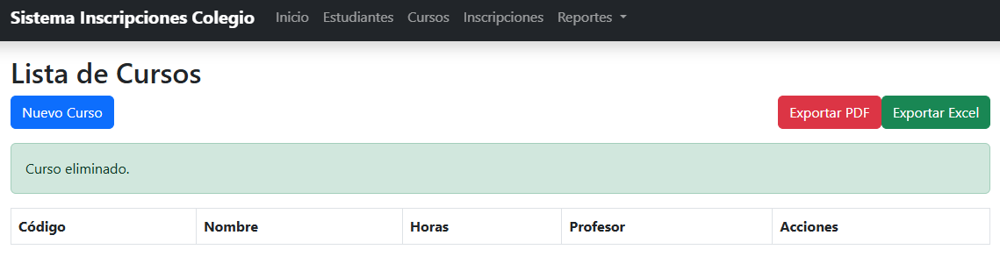 Sistema Inscripciones Colegio Inicio Estudiantes Cursos Inscripciones Reportes
Lista de Cursos
Nuevo Curso Exportar PDF Exportar Excel
Curso eliminado.
Código Nombre Horas Profesor Acciones